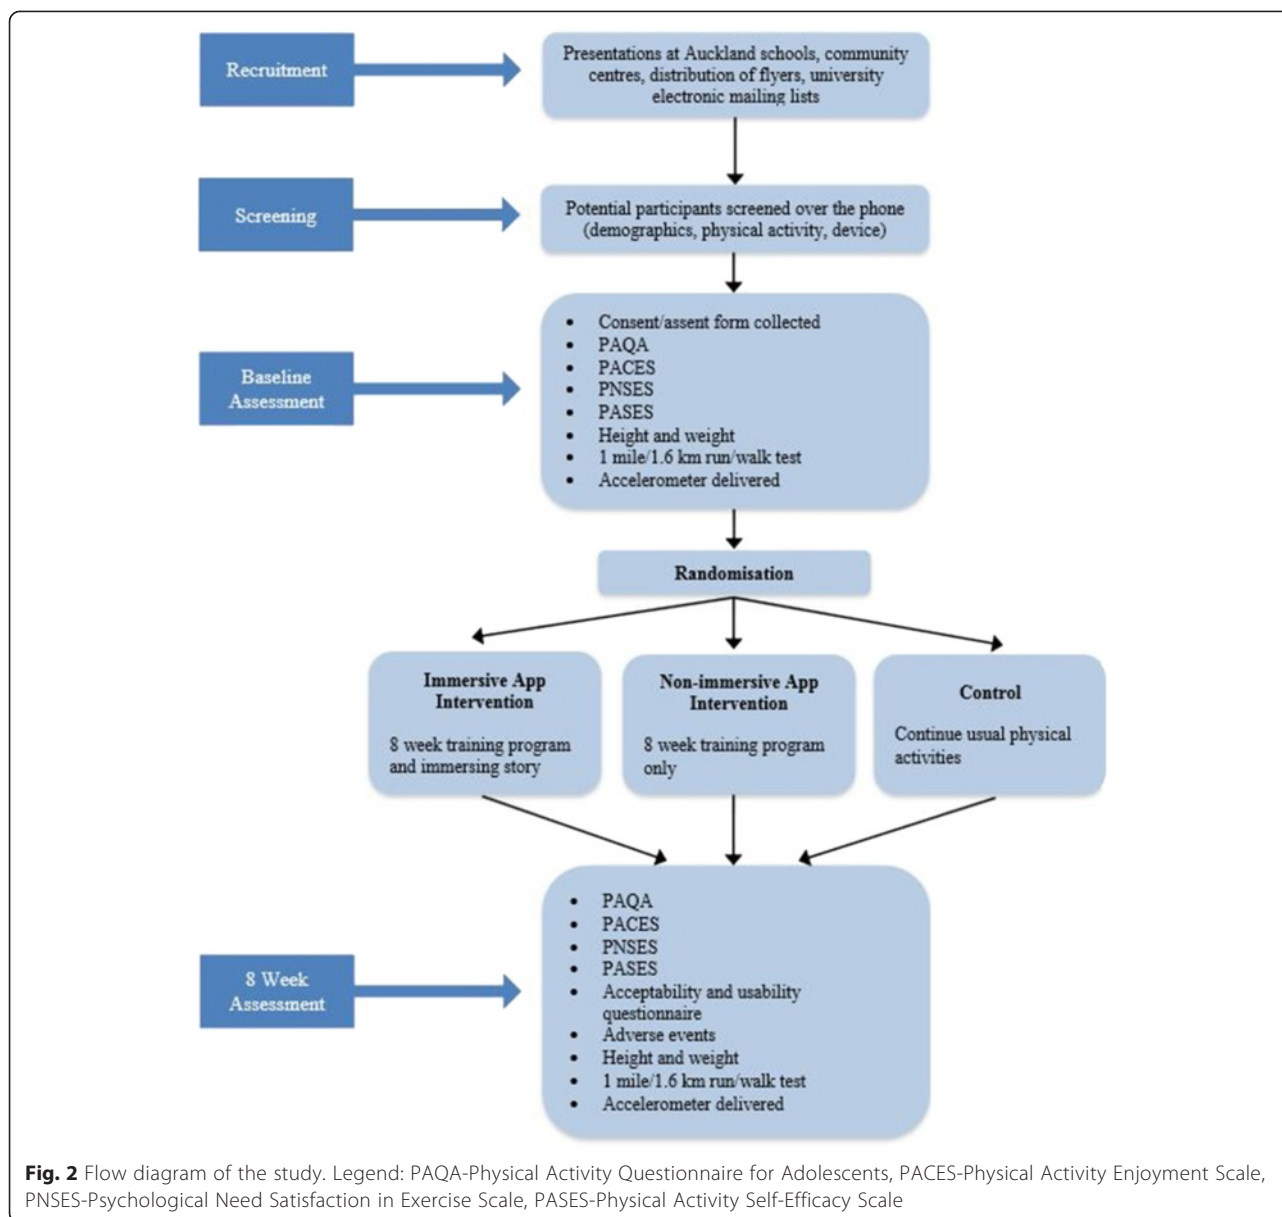 Recruitment
Presentations at Auckland schools, community
centres, distribution of flyers, university
electronic mailing lists
Screening
Potential participants screened over the phone
(demographics, physical activity, device)
Baseline
Assessment
• Consent/assent form collected
• PAQA
• PACES
• PNSES
• PASES
• Height and weight
• 1 mile/1.6 km run/walk test
• Accelerometer delivered
Randomisation
Immersive App
Intervention
8 week training program
and immersing story
Non-immersive App
Intervention
8 week training program
only
Control
Continue usual physical
activities
8 Week
Assessment
• PAQA
• PACES
• PNSES
• PASES
• Acceptability and usability
questionnaire
• Adverse events
• Height and weight
• 1 mile/1.6 km run/walk test
• Accelerometer delivered
Fig. 2 Flow diagram of the study. Legend: PAQA-Physical Activity Questionnaire for Adolescents, PACES-Physical Activity Enjoyment Scale,
PNSES-Psychological Need Satisfaction in Exercise Scale, PASES-Physical Activity Self-Efficacy Scale